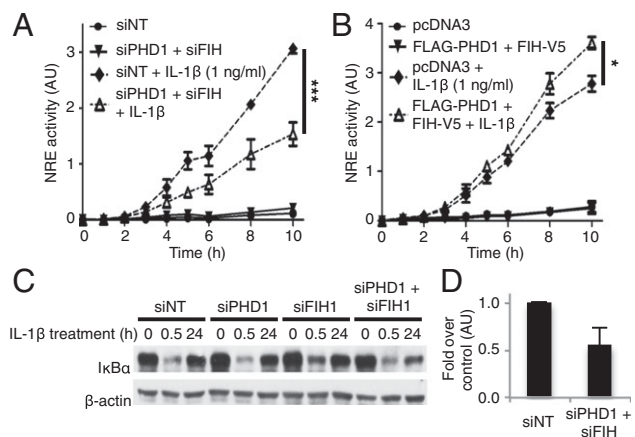 A
siNT
siPHD1 + siFIH
siNT + IL-1β (1 ng/ml)
siPHD1 + siFIH
+ IL-1β
NRE activity (AU)
3
2
1
0
0 2 4 6 8 10
Time (h)
***
B
pcDNA3
FLAG-PHD1 + FIH-V5
pcDNA3 +
IL-1β (1 ng/ml)
FLAG-PHD1 +
FIH-V5 + IL-1β
NRE activity (AU)
4
3
2
1
0
0 2 4 6 8 10
Time (h)
*
C
siNT siPHD1 siFIH1 siPHD1 +
siFIH1
IL-1β treatment (h) 0 0.5 24 0 0.5 24 0 0.5 24 0 0.5 24
IκBα
β-actin
D
Fold over
control (AU)
1.0
0.5
0.0
siNT siPHD1 +
siFIH